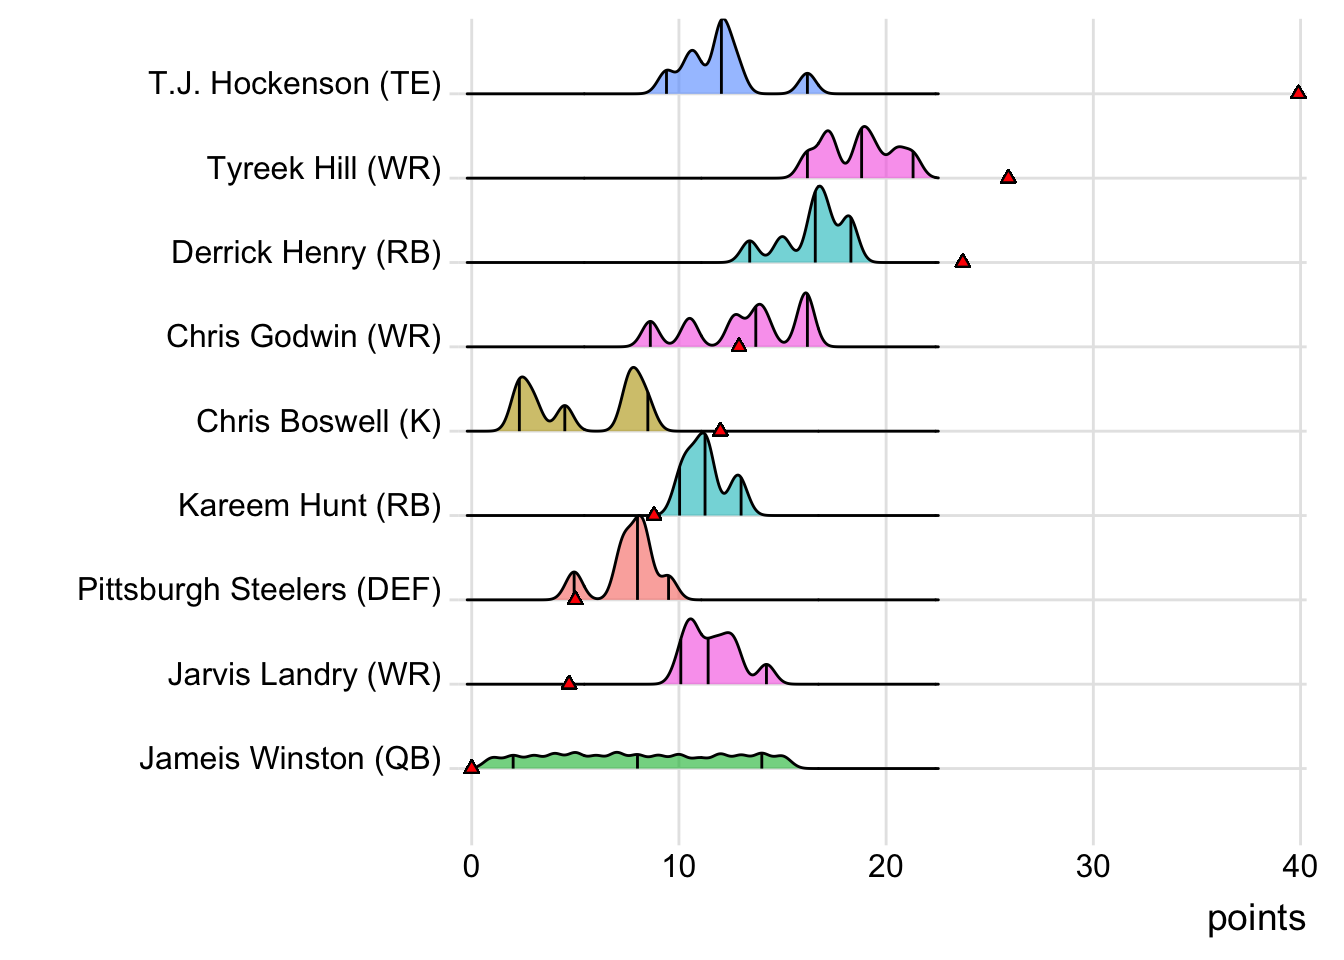 T.J. Hockenson (TE)
Tyreek Hill (WR)
Derrick Henry (RB)
Chris Godwin (WR)
Chris Boswell (K)
Kareem Hunt (RB)
Pittsburgh Steelers (DEF)
Jarvis Landry (WR)
Jameis Winston (QB)
0 10 20 30 40
points